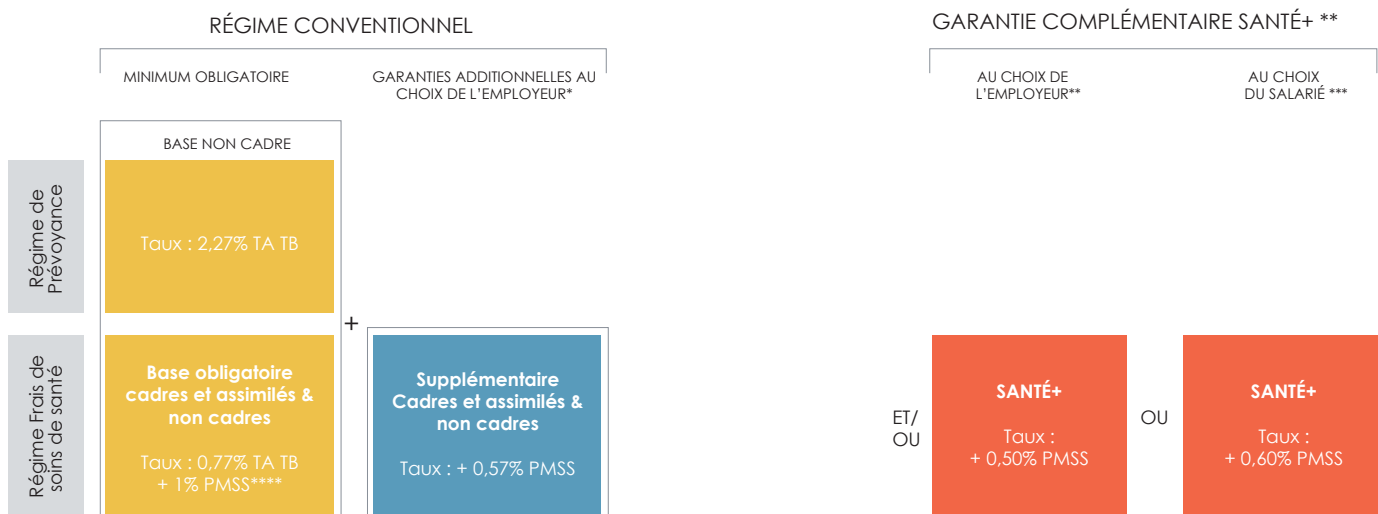 RÉGIME CONVENTIONNEL
MINIMUM OBLIGATOIRE
GARANTIES ADDITIONNELLES AU
CHOIX DE L'EMPLOYEUR*
BASE NON CADRE
Régime de
Prévoyance
Taux : 2,27% TA TB
+
Régime Frais de
soins de santé
Base obligatoire
cadres et assimilés &
non cadres
Taux : 0,77% TA TB
+ 1% PMSS****
Supplémentaire
Cadres et assimilés &
non cadres
Taux : + 0,57% PMSS
GARANTIE COMPLÉMENTAIRE SANTÉ+ **
AU CHOIX DE
L'EMPLOYEUR**
AU CHOIX
DU SALARIÉ ***
ET/
OU
SANTÉ+
Taux :
+ 0,50% PMSS
OU
SANTÉ+
Taux :
+ 0,60% PMSS